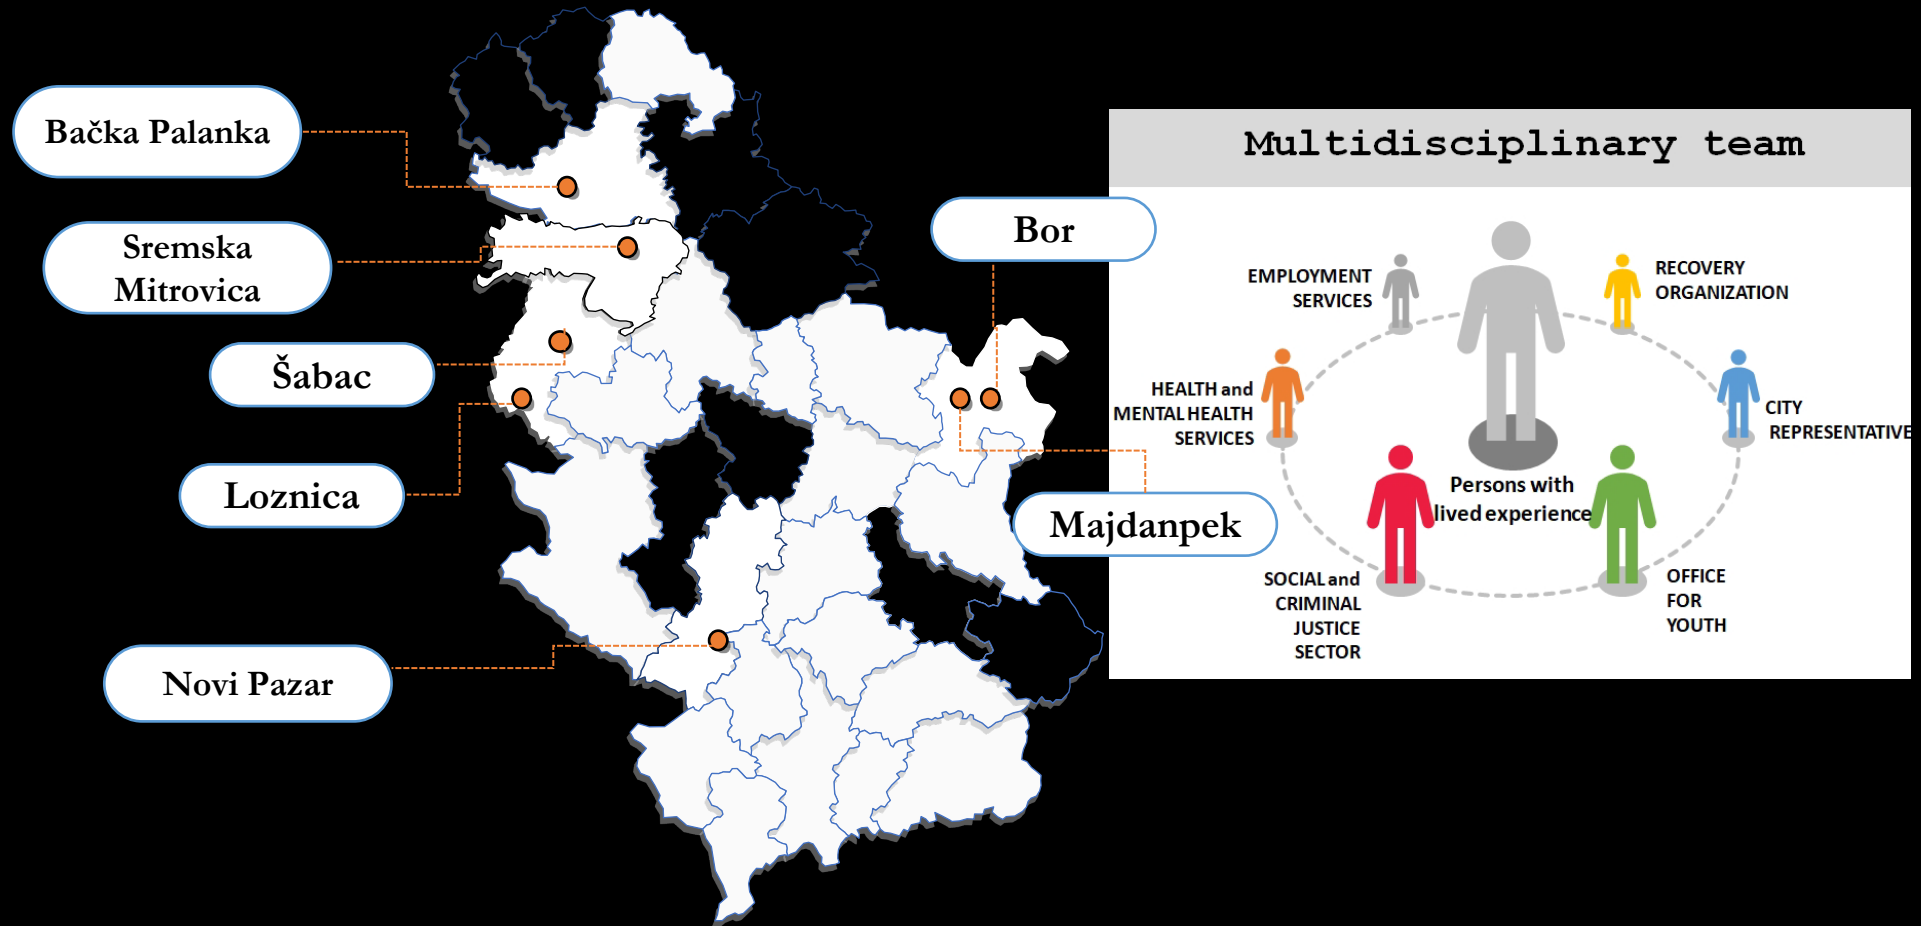 Bačka Palanka
Sremska
Mitrovica
Šabac
Loznica
Novi Pazar
Bor
Majdanpek
Multidisciplinary team
EMPLOYMENT
SERVICES
RECOVERY
ORGANIZATION
HEALTH and
MENTAL HEALTH
SERVICES
CITY
REPRESENTATIVE
Persons with
lived experience
SOCIAL and
CRIMINAL
JUSTICE
SECTOR
OFFICE
FOR
YOUTH